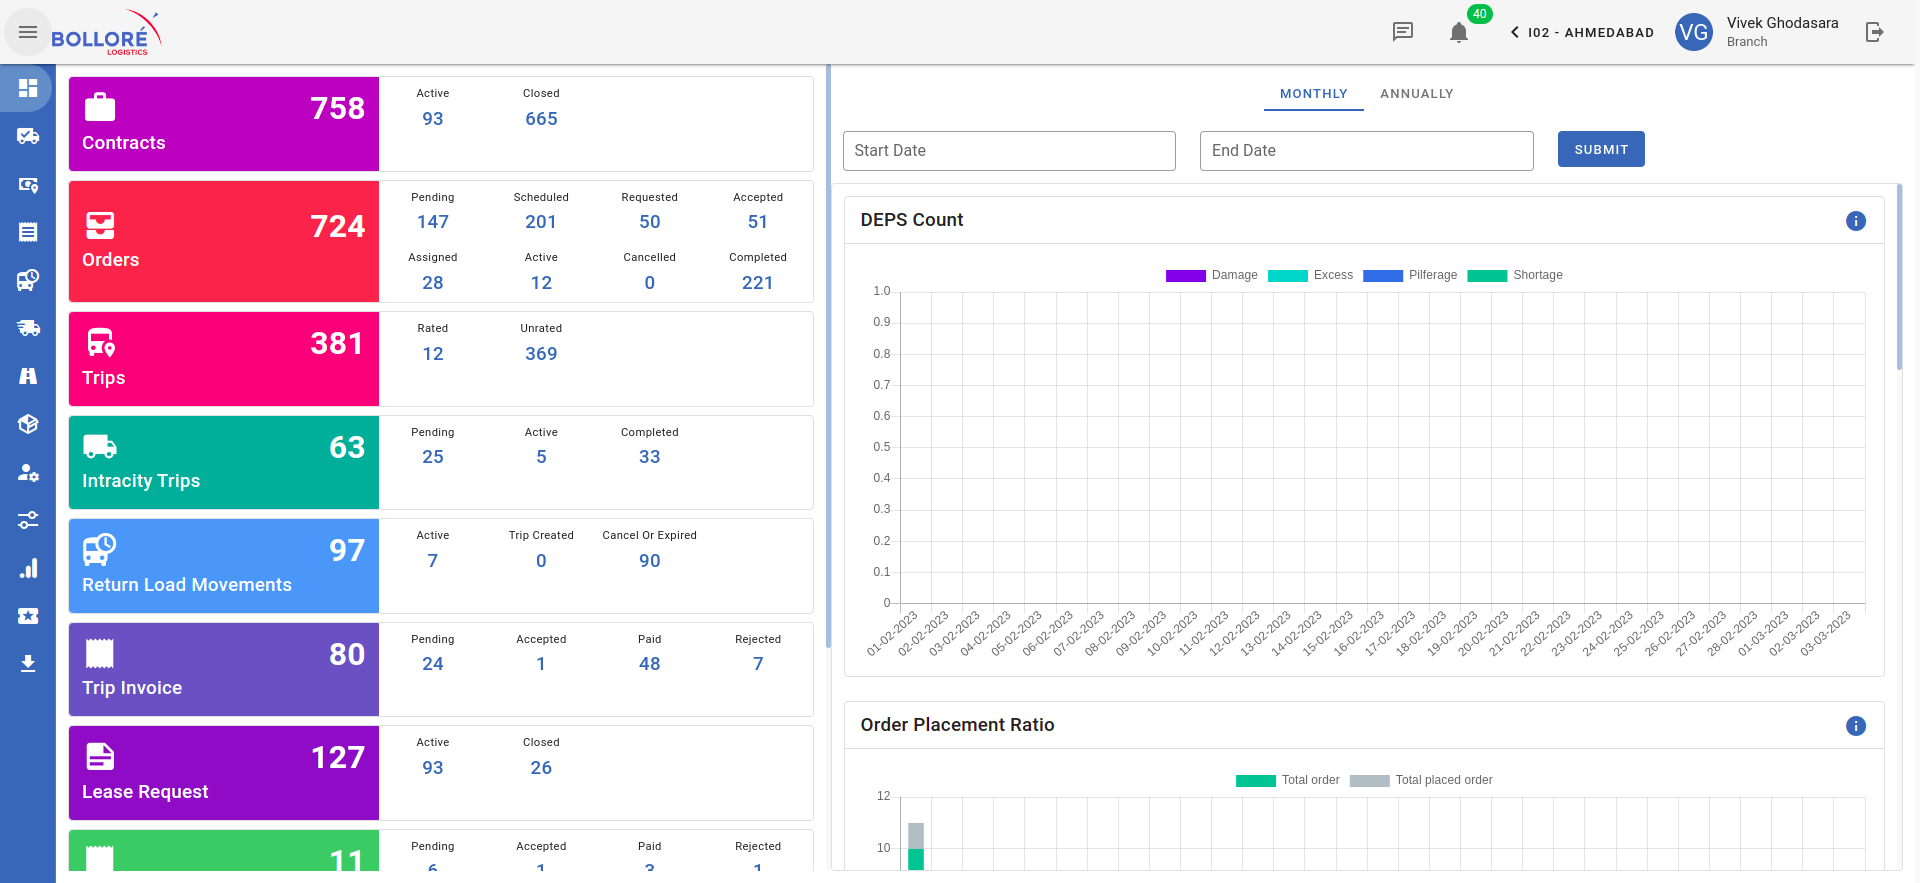 BOLLORÉ
LOGISTICS
40
I02 - AHMEDABAD
VG
Vivek Ghodasara
Branch
758
Contracts
Active Closed
93 665
724
Orders
Pending Scheduled Requested Accepted
147 201 50 51
Assigned Active Cancelled Completed
28 12 0 221
381
Trips
Rated Unrated
12 369
63
Intracity Trips
Pending Active Completed
25 5 33
97
Return Load Movements
Active Trip Created Cancel Or Expired
7 0 90
80
Trip Invoice
Pending Accepted Paid Rejected
24 1 48 7
127
Lease Request
Active Closed
93 26
11
Pending Accepted Paid Rejected
6 1 3 1
MONTHLY ANNUALLY
Start Date End Date SUBMIT
DEPS Count
Damage Excess Pilferage Shortage
1.0
0.9
0.8
0.7
0.6
0.5
0.4
0.3
0.2
0.1
0
01-02-2023 02-02-2023 03-02-2023 04-02-2023 05-02-2023 06-02-2023 07-02-2023 08-02-2023 09-02-2023 10-02-2023 11-02-2023 12-02-2023 13-02-2023 14-02-2023 15-02-2023 16-02-2023 17-02-2023 18-02-2023 19-02-2023 20-02-2023 21-02-2023 22-02-2023 23-02-2023 24-02-2023 25-02-2023 26-02-2023 27-02-2023 28-02-2023 01-03-2023 02-03-2023 03-03-2023
Order Placement Ratio
Total order Total placed order
12
10